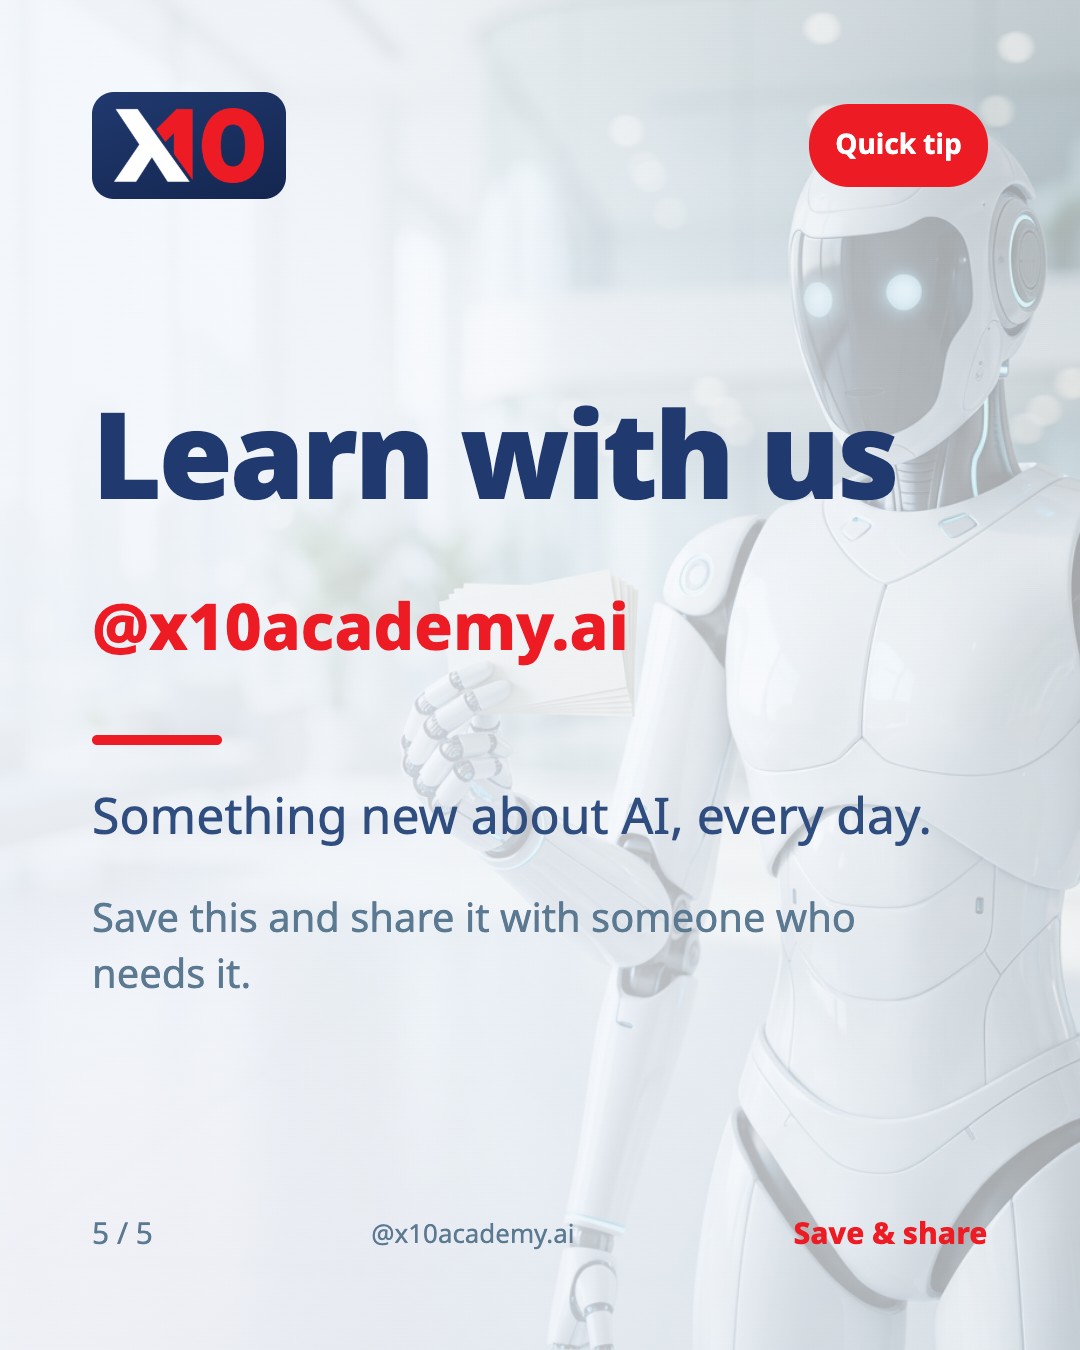 X10
Quick tip
Learn with us
@x10academy.ai
Something new about AI, every day.
Save this and share it with someone who
needs it.
5 / 5
@x10academy.ai
Save & share